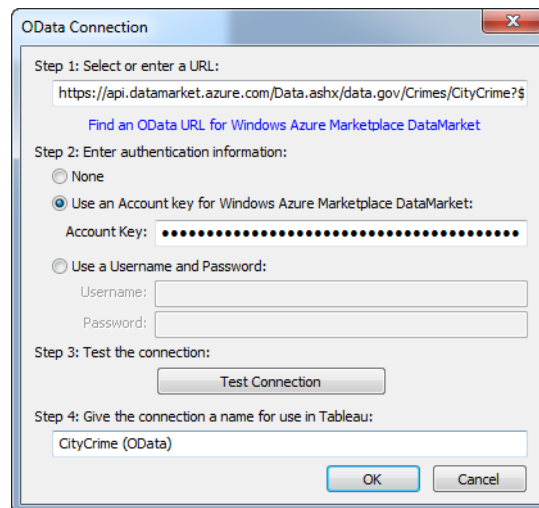 OData Connection
Step 1: Select or enter a URL:
https://api.datamarket.azure.com/Data.ashx/data.gov/Crimes/CityCrime?$
Find an OData URL for Windows Azure Marketplace DataMarket
Step 2: Enter authentication information:
None
Use an Account key for Windows Azure Marketplace DataMarket:
Account Key: ●●●●●●●●●●●●●●●●●●●●●●●●●●●●●●●●●●●●●●●●●●
Use a Username and Password:
Username:
Password:
Step 3: Test the connection:
Test Connection
Step 4: Give the connection a name for use in Tableau:
CityCrime (OData)
OK Cancel